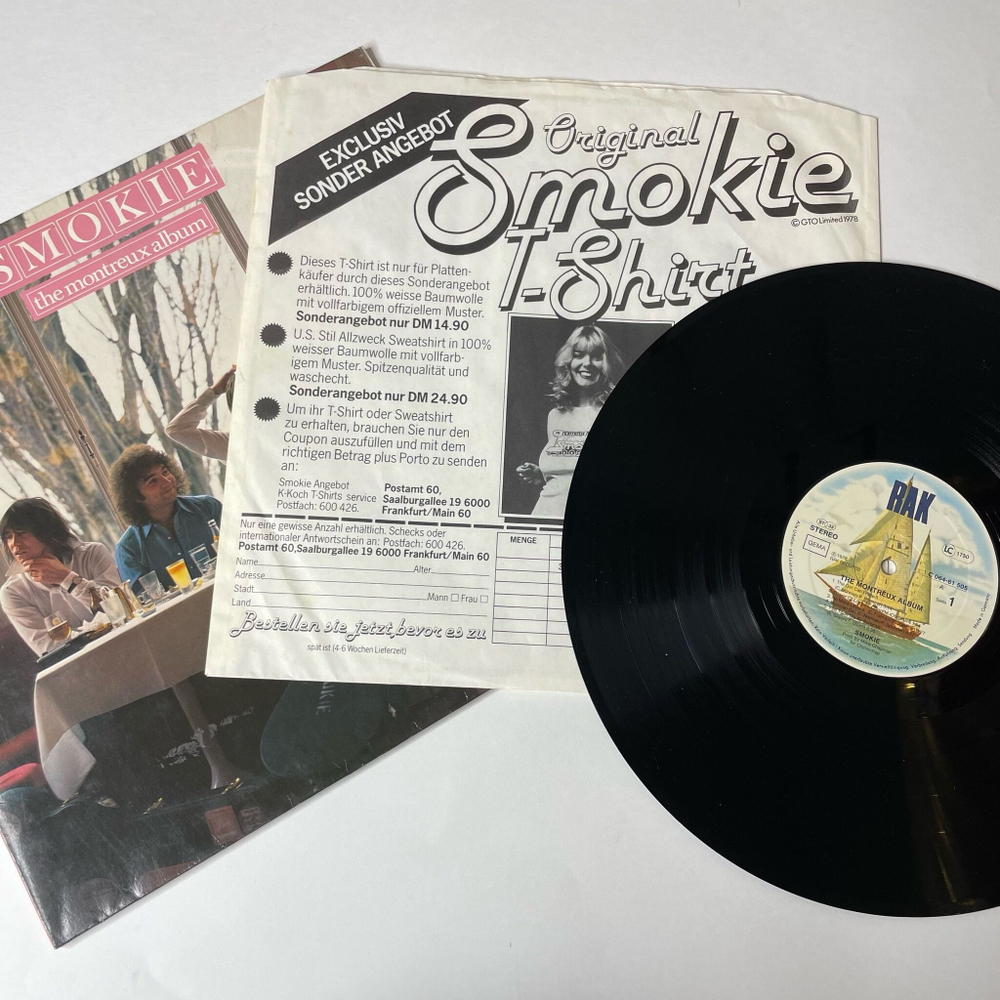 SMOKIE
the montreux album
EXCLUSIV
SONDER ANGEBOT
Original
Smokie
© GTO Limited 1978
T-Shirt
Dieses T-Shirt ist nur für Platten-
käufer durch dieses Sonderangebot
erhältlich. 100% weisse Baumwolle
mit vollfarbigem offiziellem Muster.
Sonderangebot nur DM 14.90
U.S. Stil Allzweck Sweatshirt in 100%
weisser Baumwolle mit vollfarb-
igem Muster. Spitzenqualität und
waschecht.
Sonderangebot nur DM 24.90
Um ihr T-Shirt oder Sweatshirt
zu erhalten, brauchen Sie nur den
Coupon auszufüllen und mit dem
richtigen Betrag plus Porto zu senden
an:
Smokie Angebot
K-Koch T-Shirts service
Postfach: 600 426.
Postamt 60,
Saalburgallee 19 6000
Frankfurt/Main 60
Nur eine gewisse Anzahl erhältlich. Schecks oder
internationaler Antwortschein an: Postfach: 600 426,
Postamt 60, Saalburgallee 19 6000 Frankfurt/Main 60
Name Alter
Adresse
Stadt Mann Frau
Land
Bestellen sie jetzt, bevor es zu
spät ist (4-6 Wochen Lieferzeit)
MENGE
RAK
STEREO
GEMA
LC 1750
C 064-61 505
A
1
THE MONTREUX ALBUM
SMOKIE
Made in Germany